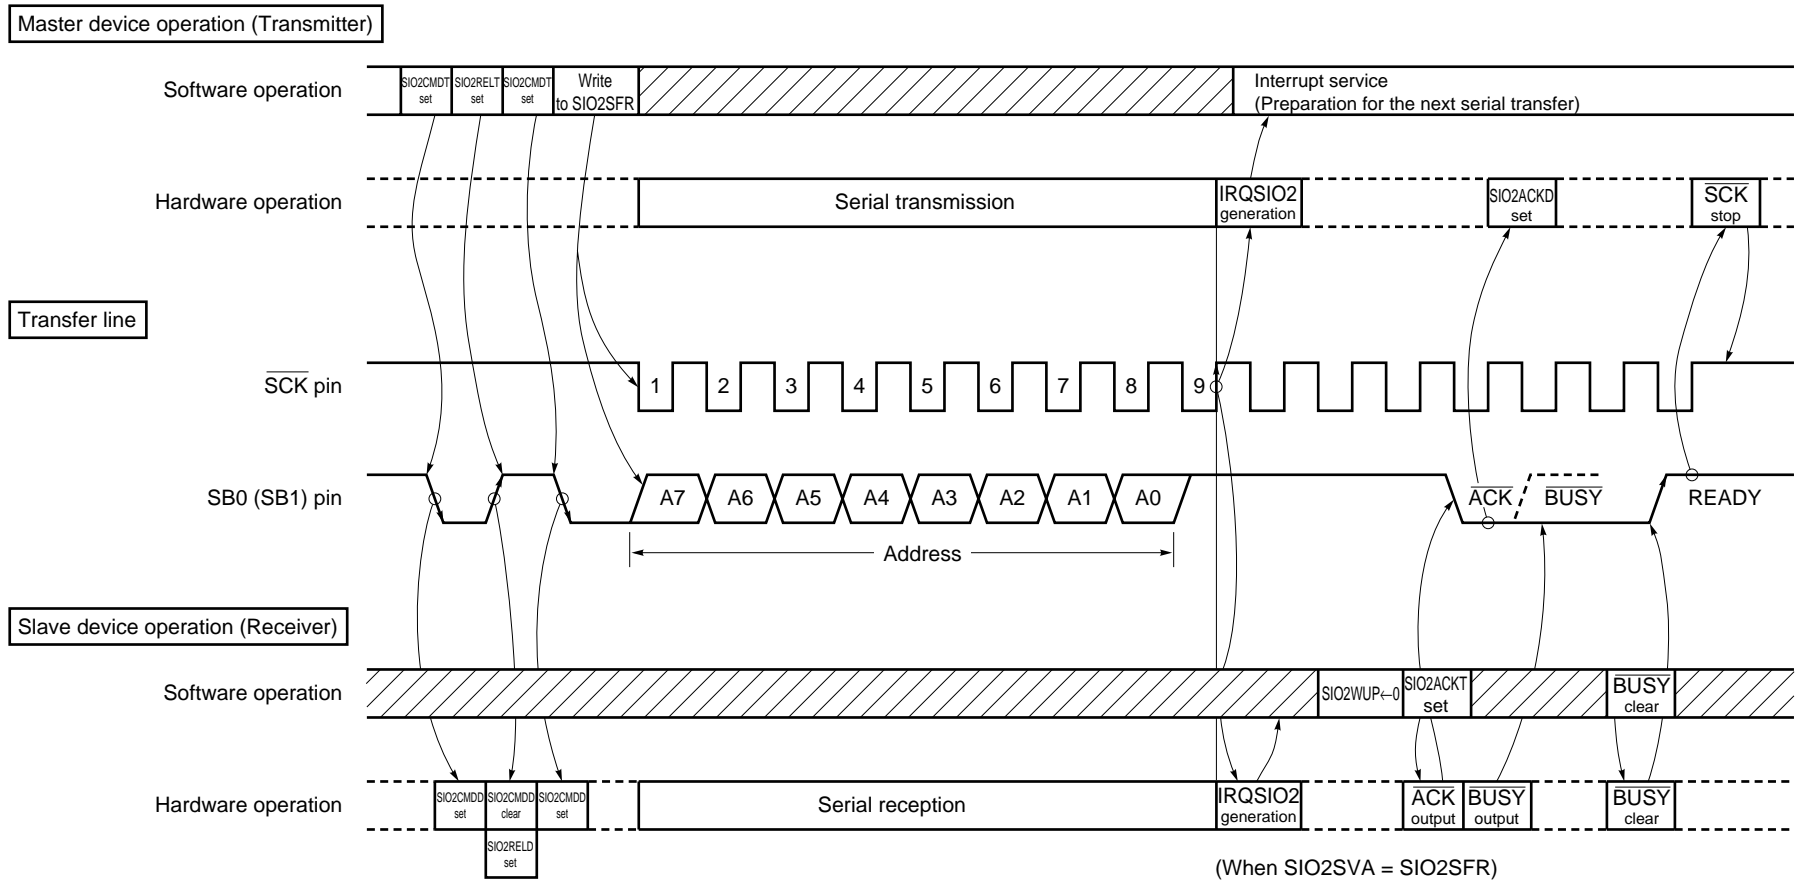 Master device operation (Transmitter)
Software operation
SIO2CMDT
set
SIO2RELT
set
SIO2CMDT
set
Write
to SIO2SFR
Interrupt service
(Preparation for the next serial transfer)
Hardware operation
Serial transmission
IRQSIO2
generation
SIO2ACKD
set
SCK
stop
Transfer line
SCK pin
1 2 3 4 5 6 7 8 9
SB0 (SB1) pin
A7 A6 A5 A4 A3 A2 A1 A0
ACK
BUSY
READY
Address
Slave device operation (Receiver)
Software operation
SIO2WUP←0
SIO2ACKT
set
BUSY
clear
Hardware operation
SIO2CMDD
set
SIO2CMDD
clear
SIO2CMDD
set
SIO2RELD
set
Serial reception
IRQSIO2
generation
ACK
output
BUSY
output
BUSY
clear
(When SIO2SVA = SIO2SFR)